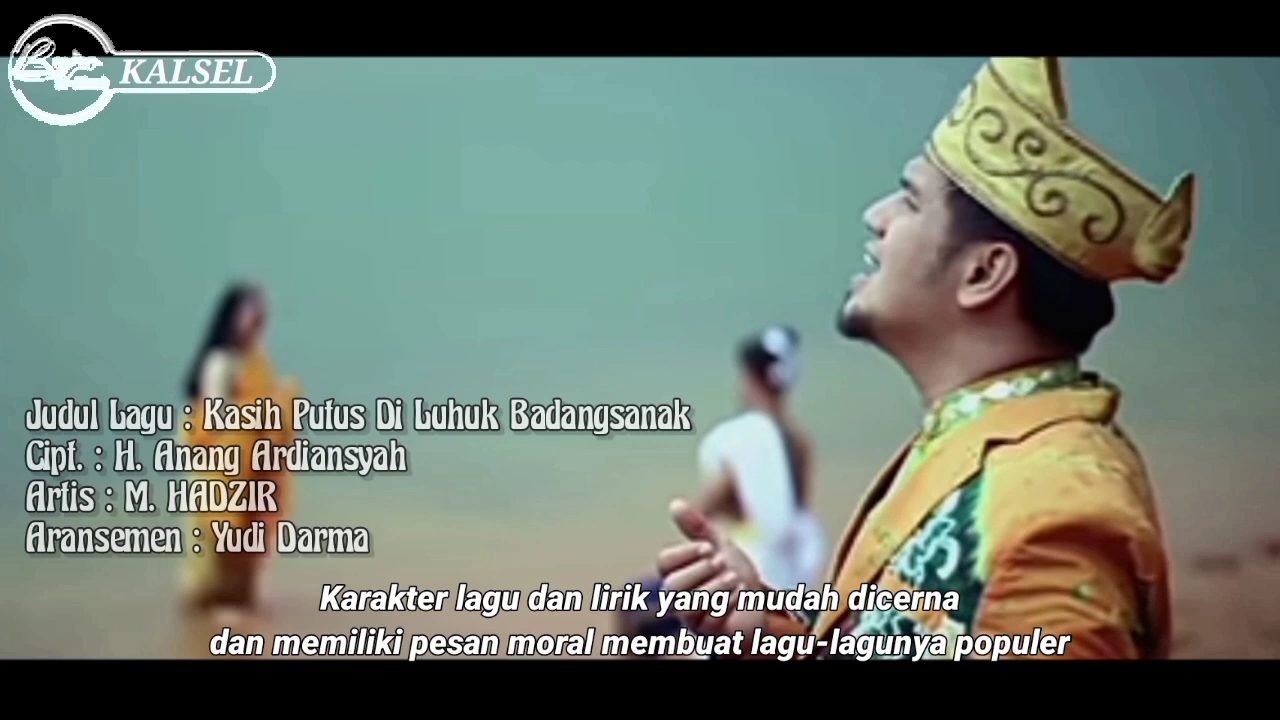 KALSEL
Judul Lagu : Kasih Putus Di Luhuk Badangsanak
Cipt. : H. Anang Ardiansyah
Artis : M. HADZIR
Aransemen : Yudi Darma
Karakter lagu dan lirik yang mudah dicerna
dan memiliki pesan moral membuat lagu-lagunya populer